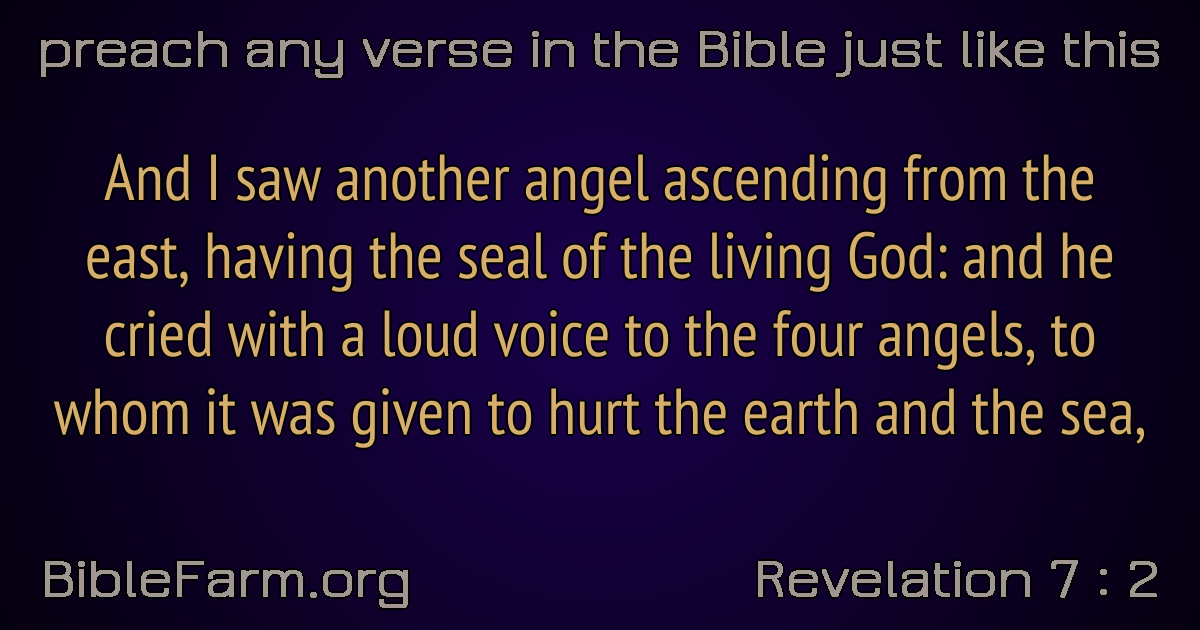 preach any verse in the Bible just like this
And I saw another angel ascending from the
east, having the seal of the living God: and he
cried with a loud voice to the four angels, to
whom it was given to hurt the earth and the sea,
BibleFarm.org
Revelation 7 : 2